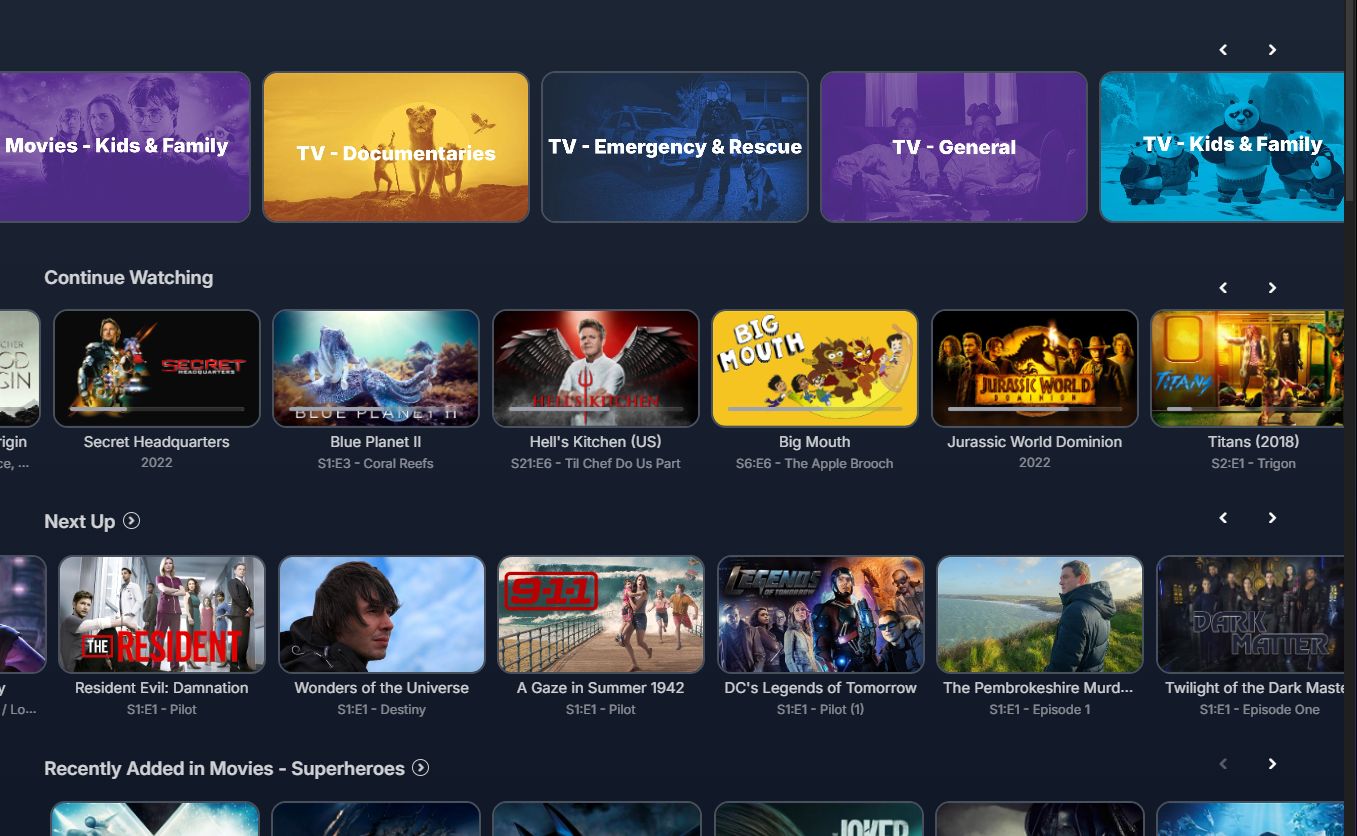 Movies - Kids & Family
TV - Documentaries
TV - Emergency & Rescue
TV - General
TV - Kids & Family
Continue Watching
SECRET
HEADQUARTERS
BLUE PLANET II
HELL'S KITCHEN
BIG
MOUTH
JURASSIC WORLD
DOMINION
TITANS
rigin
Secret Headquarters
Blue Planet II
Hell's Kitchen (US)
Big Mouth
Jurassic World Dominion
Titans (2018)
ce, ...
2022
S1:E3 - Coral Reefs
S21:E6 - Til Chef Do Us Part
S6:E6 - The Apple Brooch
2022
S2:E1 - Trigon
Next Up
THE RESIDENT
9-1-1
LEGENDS
OF TOMORROW
DARK
MATTER
y
Resident Evil: Damnation
Wonders of the Universe
A Gaze in Summer 1942
DC's Legends of Tomorrow
The Pembrokeshire Murd...
Twilight of the Dark Maste
/ Lo...
S1:E1 - Pilot
S1:E1 - Destiny
S1:E1 - Pilot
S1:E1 - Pilot (1)
S1:E1 - Episode 1
S1:E1 - Episode One
Recently Added in Movies - Superheroes
JOKER